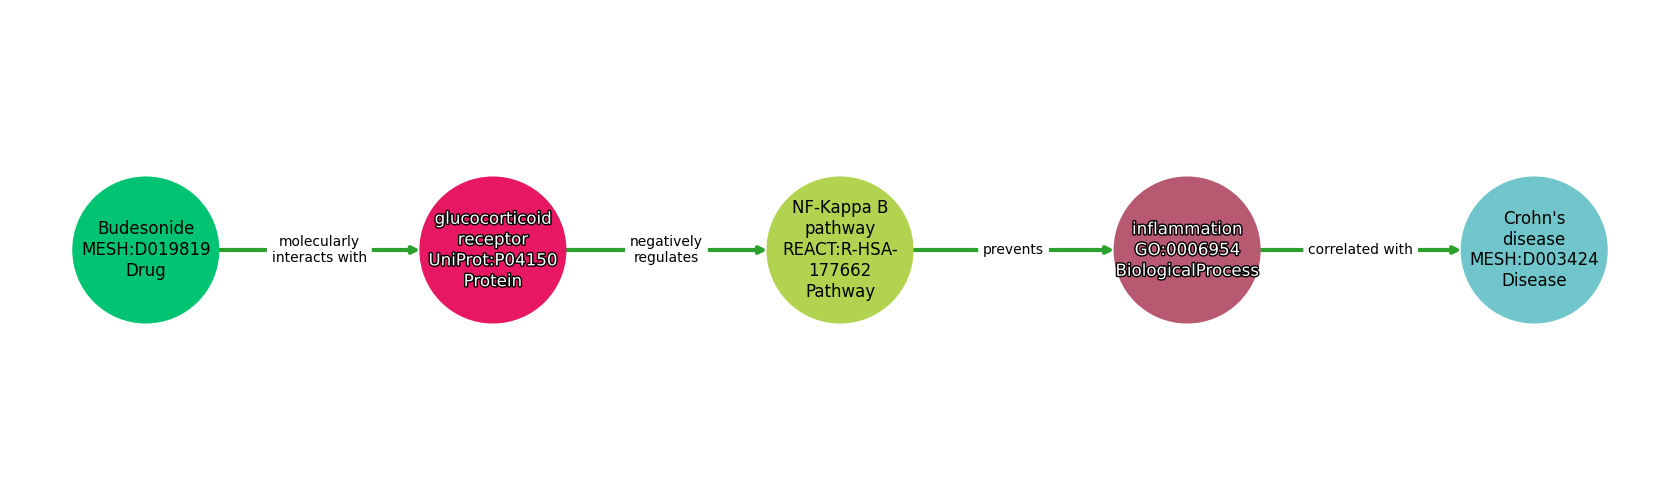 Budesonide
MESH:D019819
Drug
molecularly
interacts with
glucocorticoid
receptor
UniProt:P04150
Protein
negatively
regulates
NF-Kappa B
pathway
REACT:R-HSA-
177662
Pathway
prevents
inflammation
GO:0006954
BiologicalProcess
correlated with
Crohn's
disease
MESH:D003424
Disease